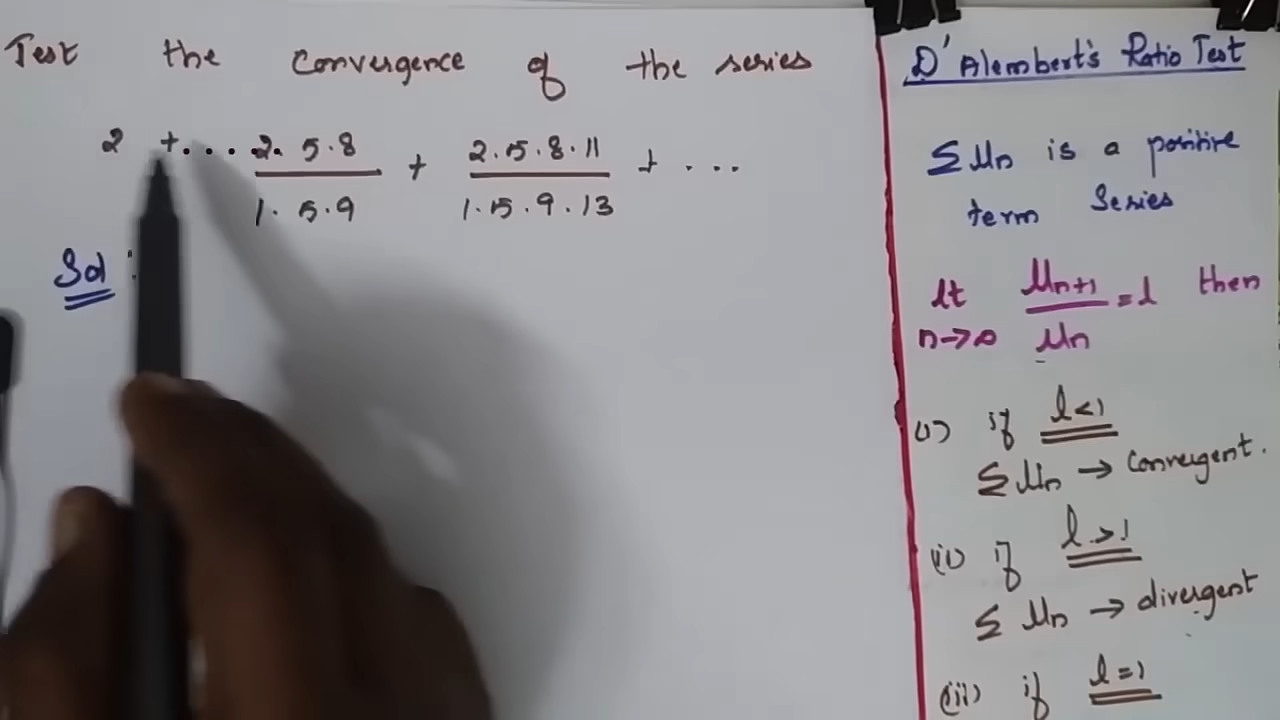 Test the Convergence of the series
2 + .... 2. 5.8 / 1. 5.9 + 2.5.8.11 / 1.5.9.13 + ...
Sol :
D'Alembert's Ratio Test
Σ Un is a positive
term Series
lt n→∞ Un+1 / Un = l then
(i) if l<1
Σ Un → Convergent.
(ii) if l>1
Σ Un → divergent
(iii) if l=1